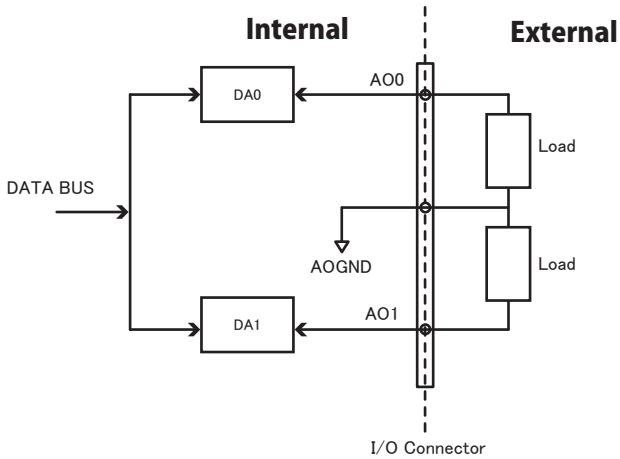 Internal
External
DA0
AO0
Load
DATA BUS
AOGND
Load
DA1
AO1
I/O Connector